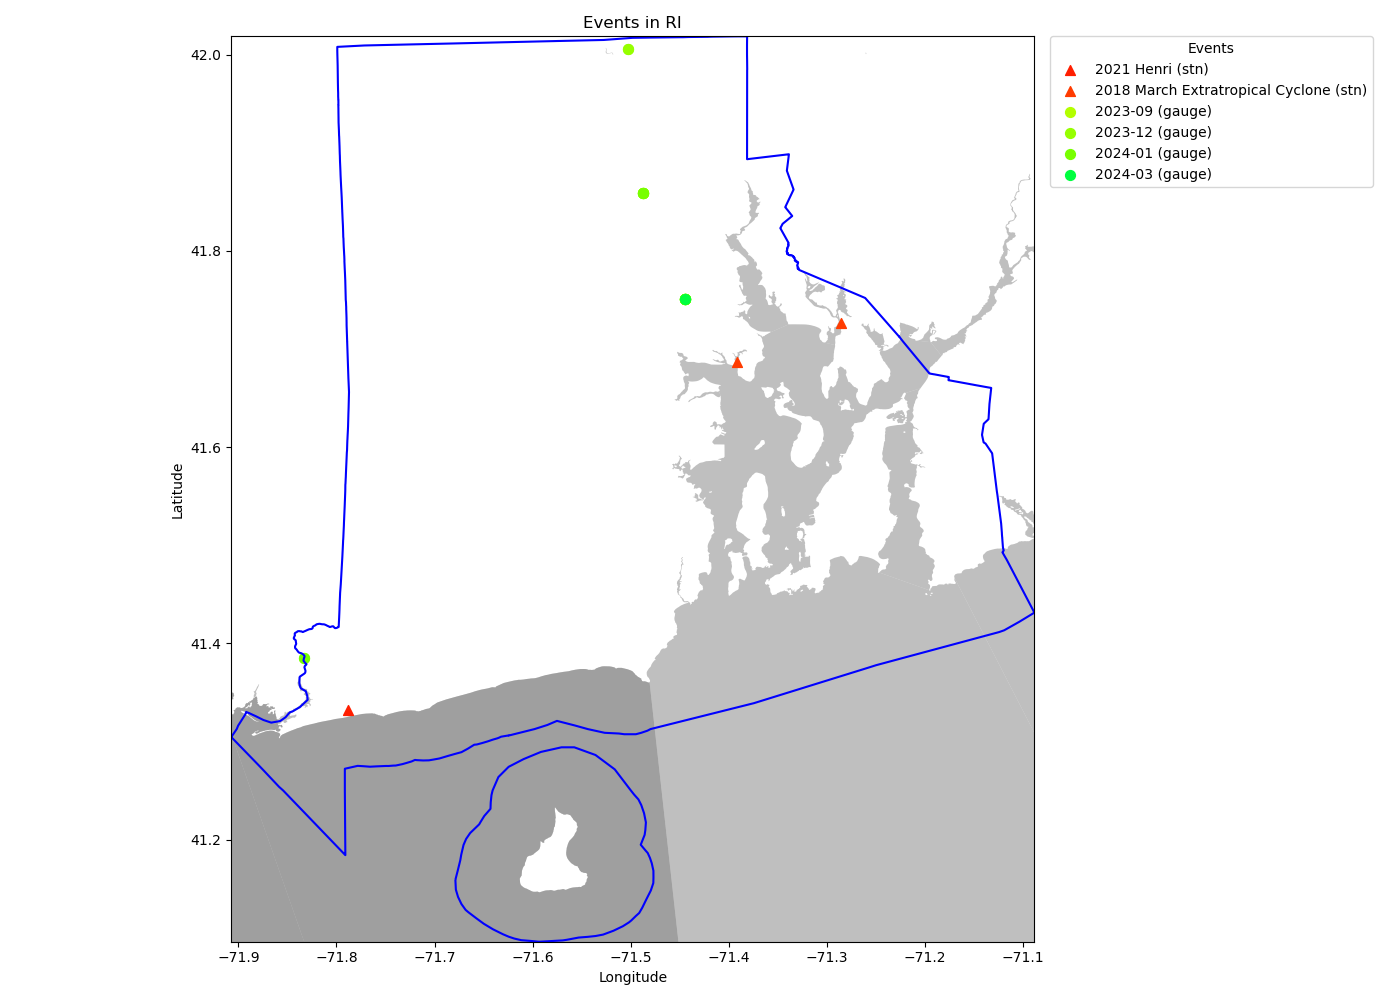 Events in RI
Events
2021 Henri (stn)
2018 March Extratropical Cyclone (stn)
2023-09 (gauge)
2023-12 (gauge)
2024-01 (gauge)
2024-03 (gauge)
42.0
41.8
41.6
41.4
41.2
Latitude
−71.9 −71.8 −71.7 −71.6 −71.5 −71.4 −71.3 −71.2 −71.1
Longitude